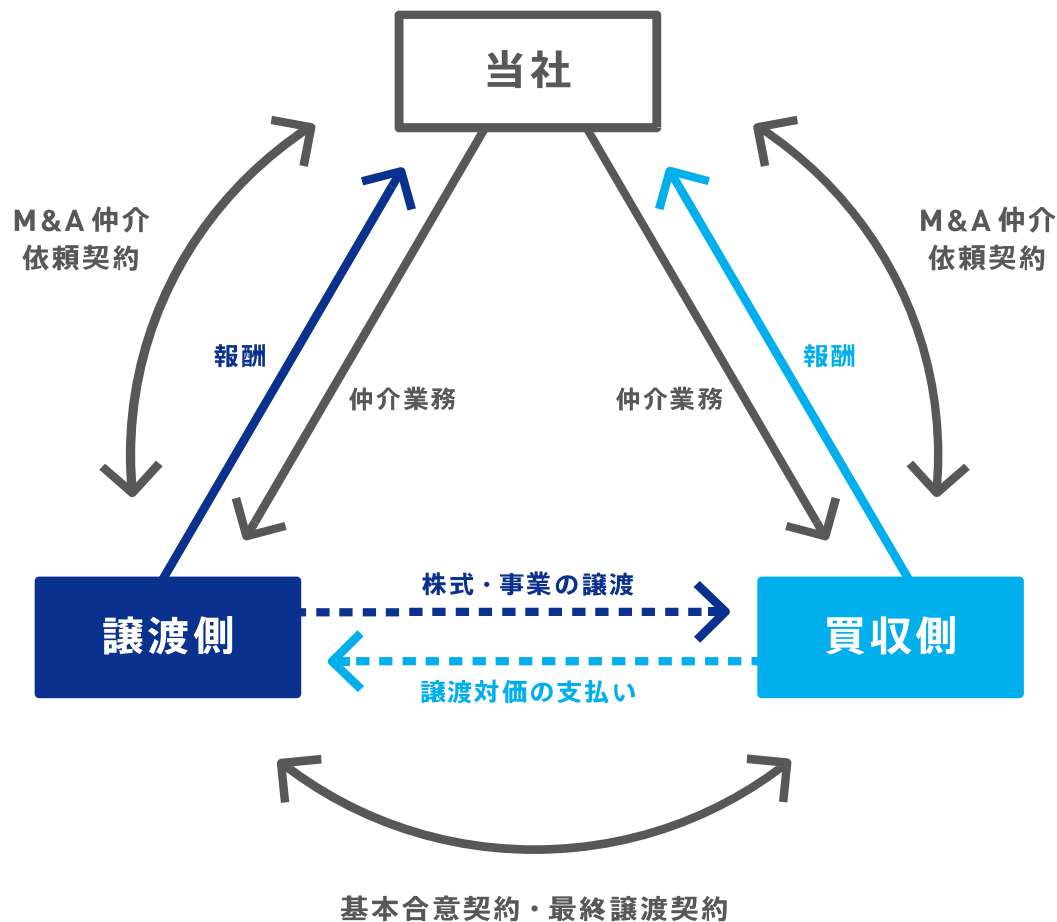 当社
M&A仲介
依頼契約
M&A仲介
依頼契約
報酬
報酬
仲介業務
仲介業務
株式・事業の譲渡
譲渡側
買収側
譲渡対価の支払い
基本合意契約・最終譲渡契約